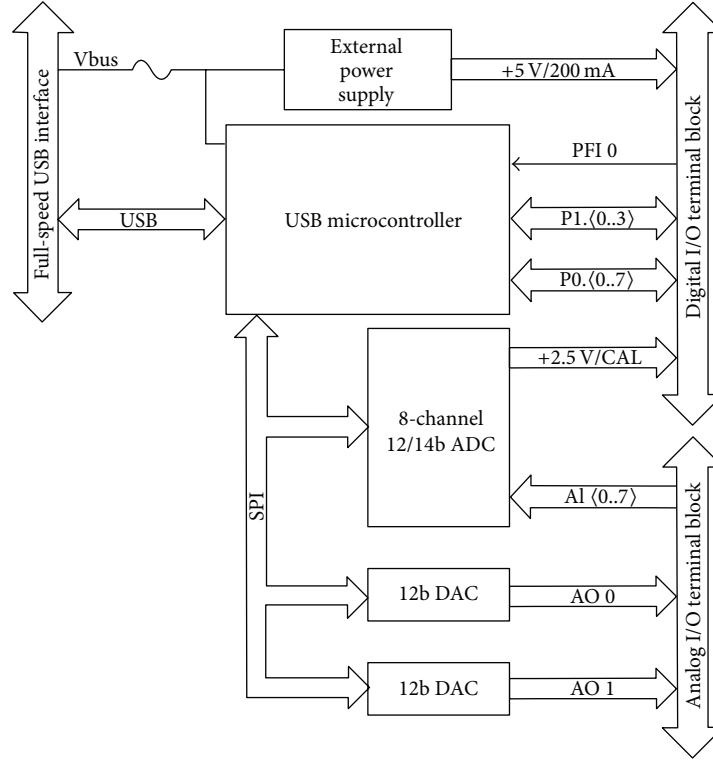 Full-speed USB interface
Vbus
External
power
supply
+5 V/200 mA
Digital I/O terminal block
PFI 0
USB
USB microcontroller
P1.⟨0..3⟩
P0.⟨0..7⟩
+2.5 V/CAL
8-channel
12/14b ADC
SPI
Al ⟨0..7⟩
Analog I/O terminal block
12b DAC
AO 0
12b DAC
AO 1